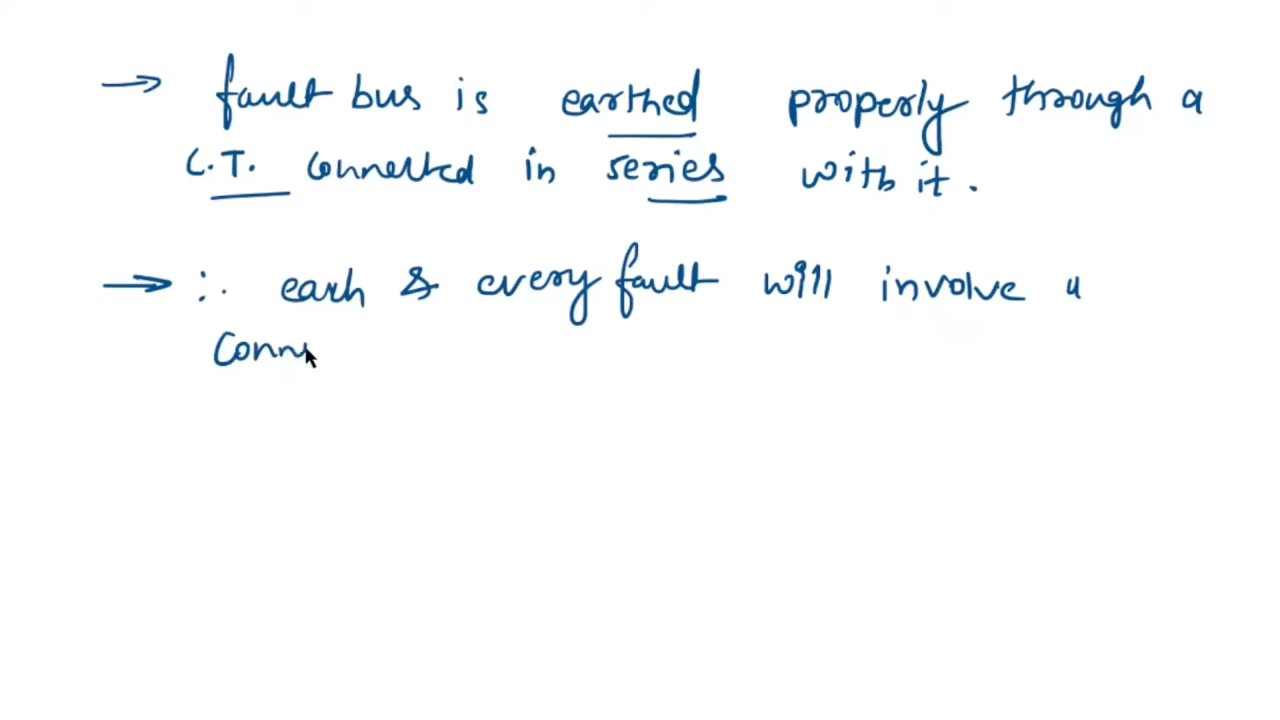 → fault bus is earthed properly through a
C.T. connected in series with it.
→ ∴ each & every fault will involve a
Conn